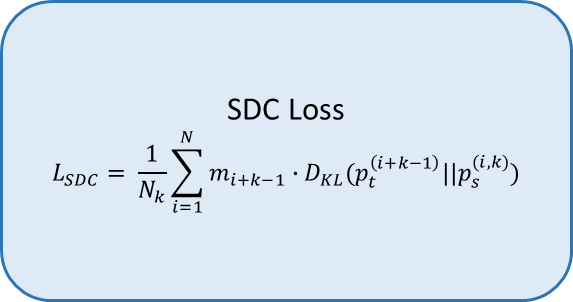 SDC Loss
L_{SDC} = \frac{1}{N_k} \sum_{i=1}^{N} m_{i+k-1} \cdot D_{KL}(p_t^{(i+k-1)} || p_s^{(i,k)})